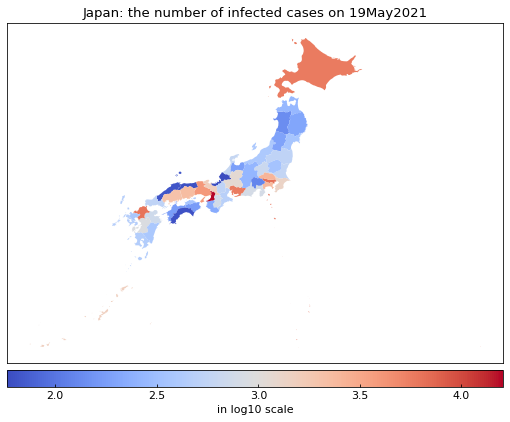 Japan: the number of infected cases on 19May2021
2.0 2.5 3.0 3.5 4.0
in log10 scale